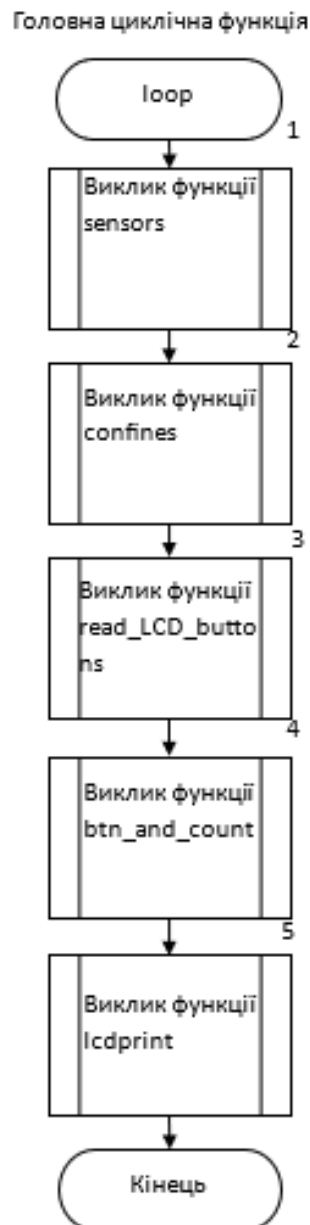 Головна циклічна функція
loop
1
Виклик функції
sensors
2
Виклик функції
confines
3
Виклик функції
read_LCD_butto
ns
4
Виклик функції
btn_and_count
5
Виклик функції
lcdprint
Кінець